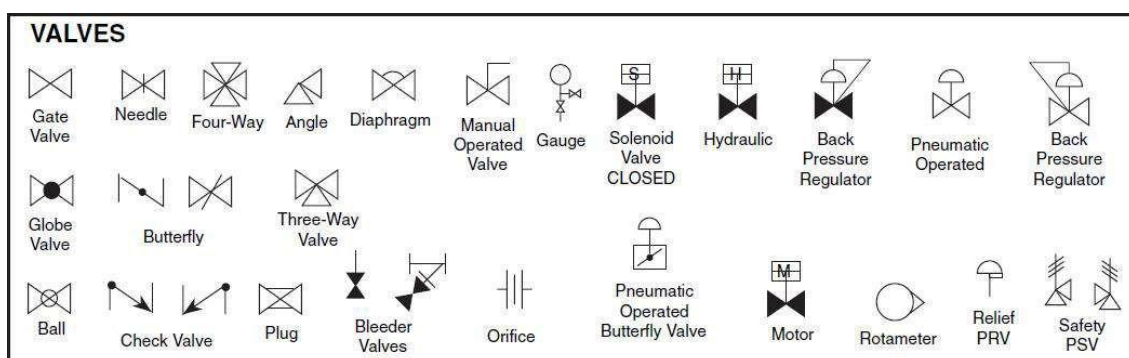 VALVES
Gate
Valve
Needle
Four-Way
Angle
Diaphragm
Manual
Operated
Valve
Gauge
S
Solenoid
Valve
CLOSED
H
Hydraulic
Back
Pressure
Regulator
Pneumatic
Operated
Back
Pressure
Regulator
Globe
Valve
Butterfly
Three-Way
Valve
Ball
Check Valve
Plug
Bleeder
Valves
Orifice
Pneumatic
Operated
Butterfly Valve
M
Motor
Rotameter
Relief
PRV
Safety
PSV